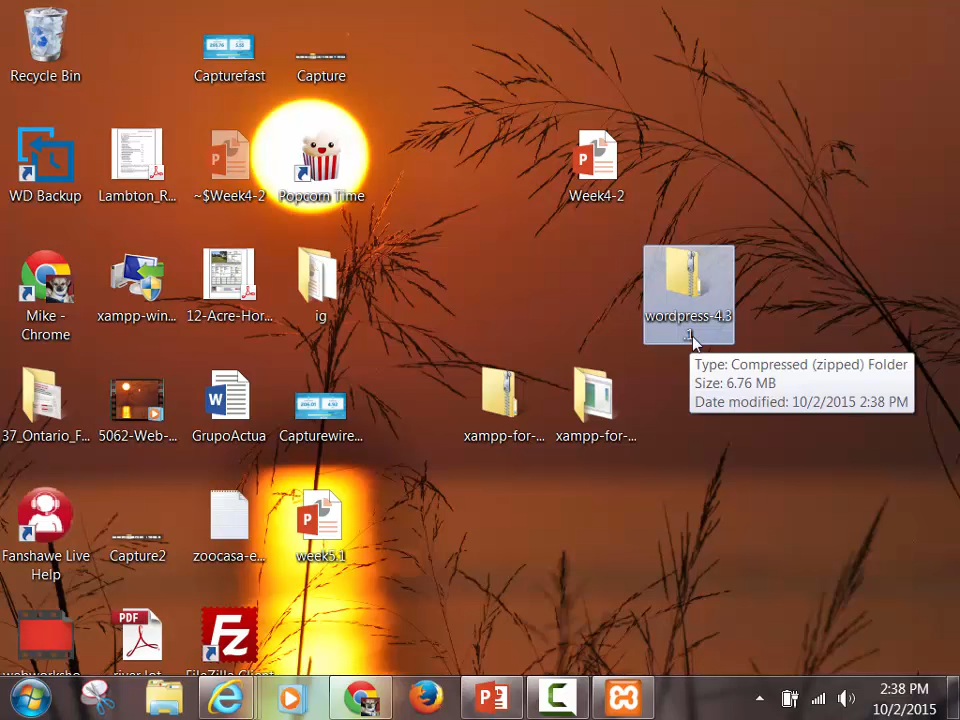 Recycle Bin
Capturefast
Capture
WD Backup
Lambton_R...
~$Week4-2
Popcorn Time
Week4-2
Mike -
Chrome
xampp-win...
12-Acre-Hor...
ig
wordpress-4.3
.1
Type: Compressed (zipped) Folder
Size: 6.76 MB
Date modified: 10/2/2015 2:38 PM
37_Ontario_F...
5062-Web-...
GrupoActua
Capturewire...
xampp-for-...
xampp-for-...
Fanshawe Live
Help
Capture2
zoocasa-e...
week5.1
PDF
Fz
webworksho...
FileZilla Client
2:38 PM
10/2/2015